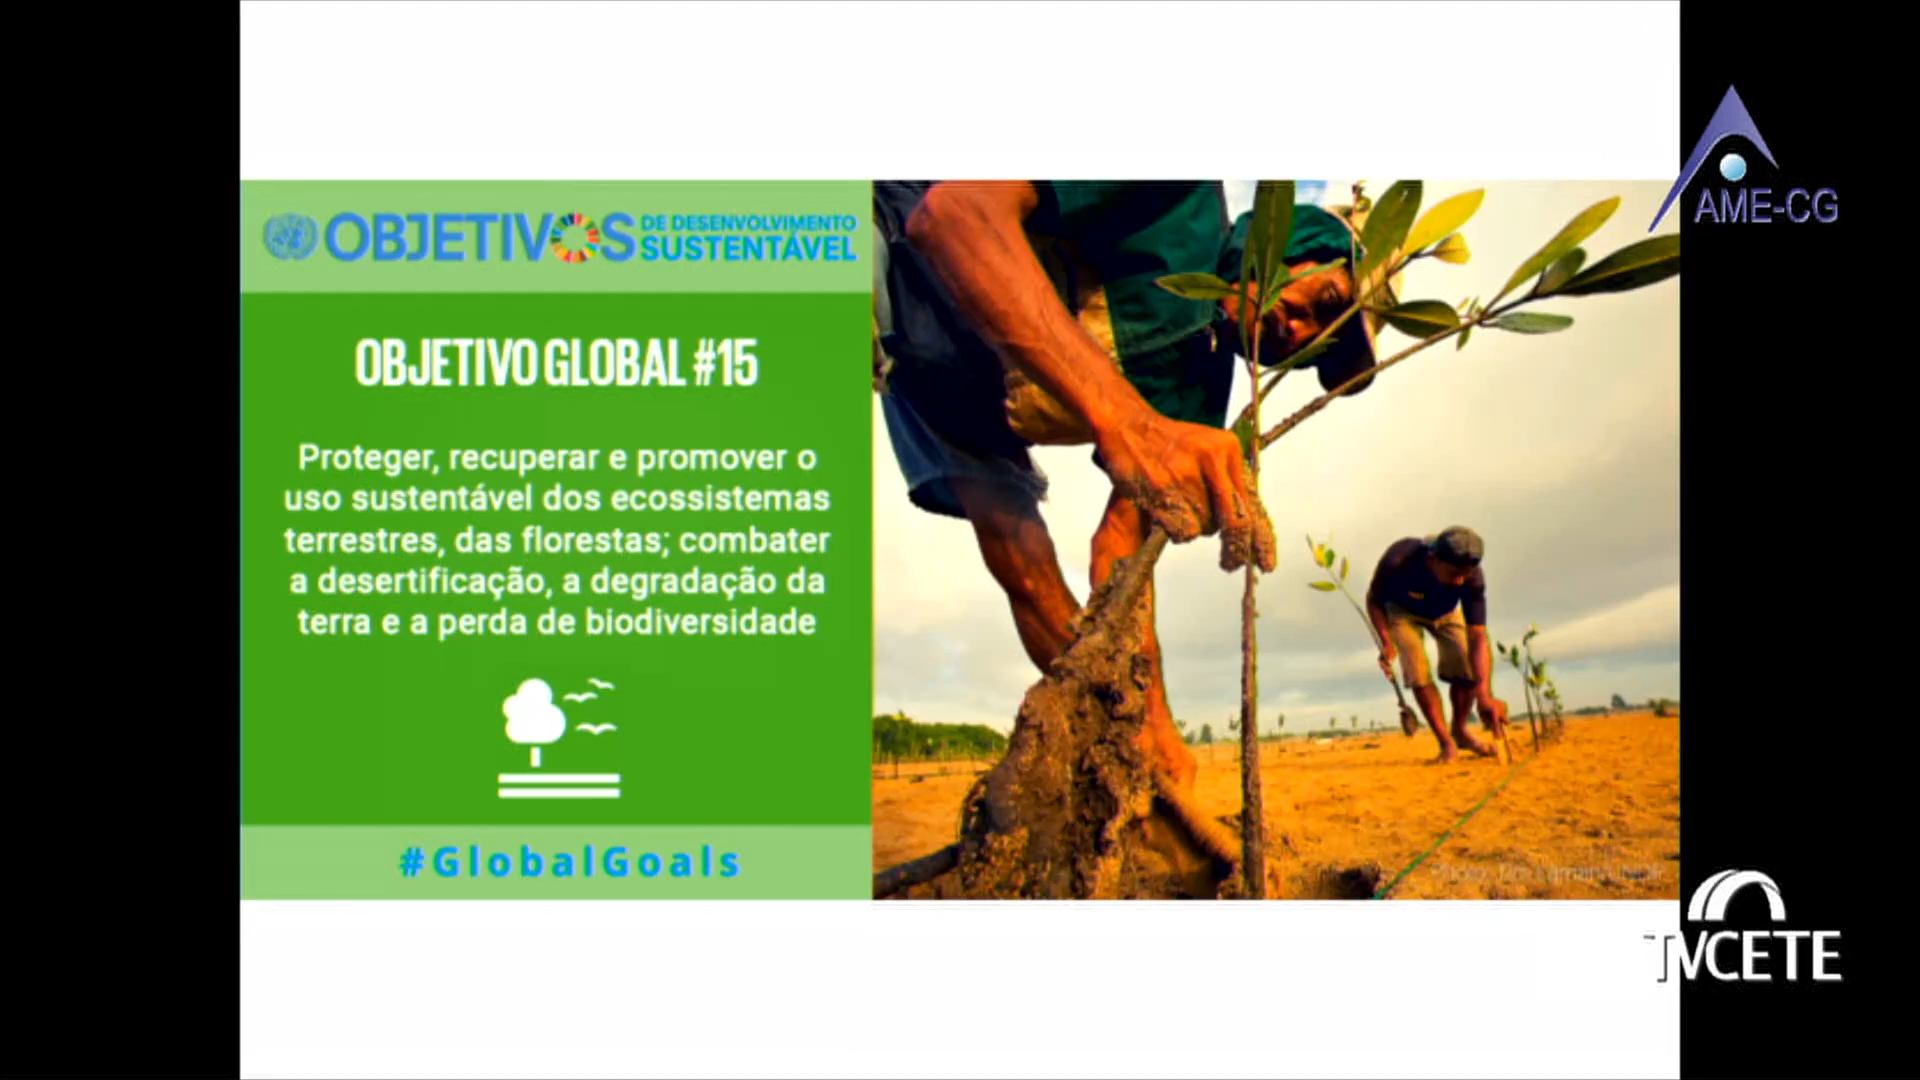 OBJETIVOS DE DESENVOLVIMENTO
SUSTENTÁVEL
OBJETIVO GLOBAL #15
Proteger, recuperar e promover o
uso sustentável dos ecossistemas
terrestres, das florestas; combater
a desertificação, a degradação da
terra e a perda de biodiversidade
#GlobalGoals
AME-CG
TVCETE